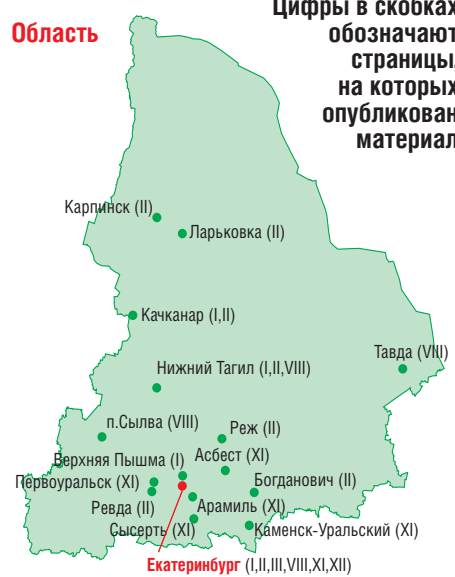 Область
Цифры в скобках
обозначают
страницы,
на которых
опубликован
материал
Карпинск (II)
Ларьковка (II)
Качканар (I,II)
Тавда (VIII)
Нижний Тагил (I,II,VIII)
п.Сылва (VIII)
Реж (II)
Верхняя Пышма (I)
Асбест (XI)
Первоуральск (XI)
Богданович (II)
Ревда (II)
Арамиль (XI)
Сысерть (XI)
Каменск-Уральский (XI)
Екатеринбург (I,II,III,VIII,XI,XII)